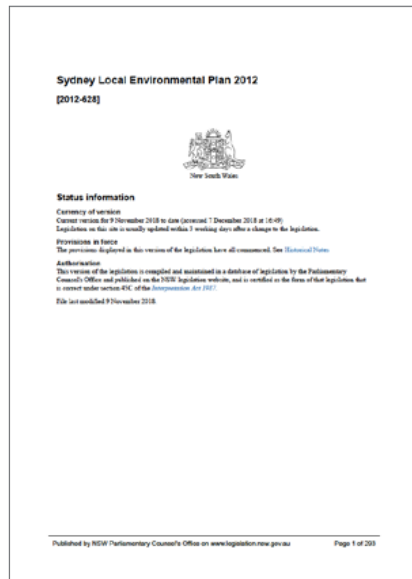 Sydney Local Environmental Plan 2012
[2012-628]
New South Wales
Status information
Currency of version
Current version for 9 November 2018 to date (accessed 7 December 2018 at 16:49)
Legislation on this site is usually updated within 3 working days after a change to the legislation.
Provisions in force
The provisions displayed in this version of the legislation have all commenced. See Historical Notes
Authorisation
This version of the legislation is compiled and maintained in a database of legislation by the Parliamentary
Counsel's Office and published on the NSW legislation website, and is certified as the form of that legislation that
is correct under section 45C of the Interpretation Act 1987.
File last modified 9 November 2018.
Published by NSW Parliamentary Counsel's Office on www.legislation.nsw.gov.au Page 1 of 293